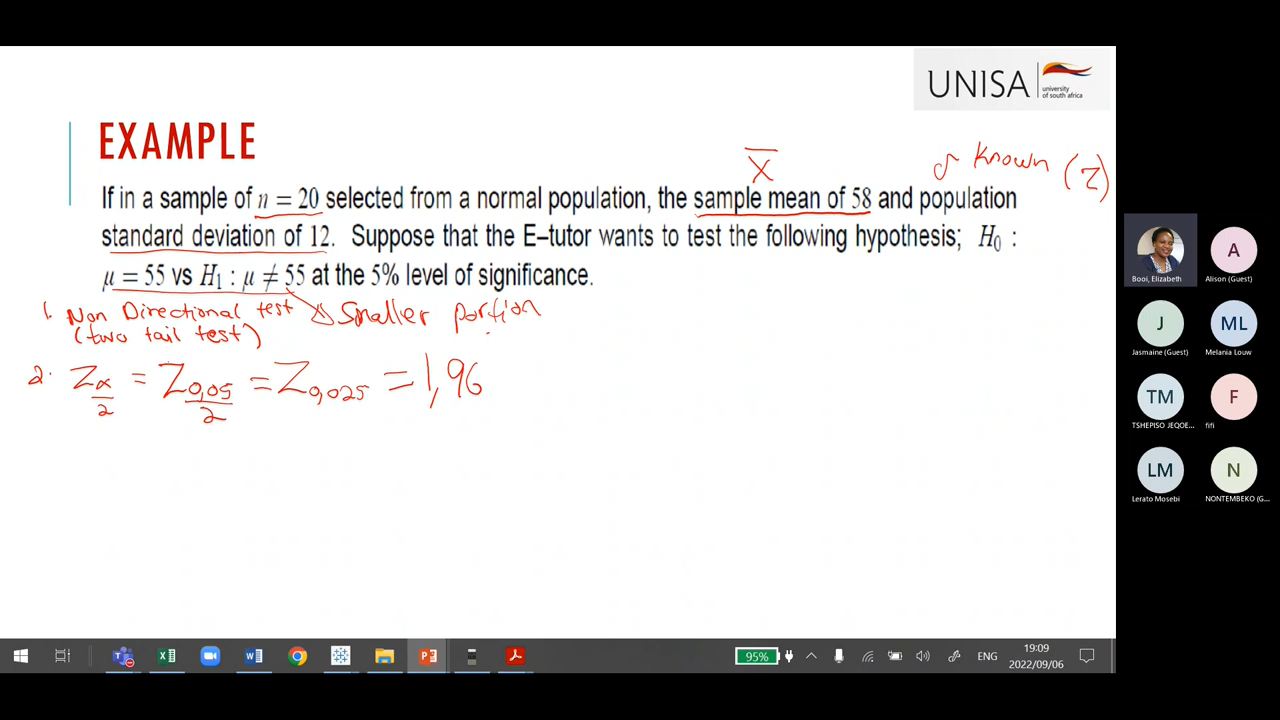 UNISA
university
of south africa
EXAMPLE
X̄
σ Known (Z)
If in a sample of n = 20 selected from a normal population, the sample mean of 58 and population
standard deviation of 12. Suppose that the E–tutor wants to test the following hypothesis; H₀ :
μ = 55 vs H₁ : μ ≠ 55 at the 5% level of significance.
1. Non Directional test ↘ Smaller portion
(two tail test)
2. Z_α/2 = Z_0,05/2 = Z_0,025 = 1,96
Booi, Elizabeth
A
Alison (Guest)
J
Jasmaine (Guest)
ML
Melania Louw
TM
TSHEPISO JEQOE...
F
fifi
LM
Lerato Mosebi
N
NONTEMBEKO (G...
95%
ENG
19:09
2022/09/06